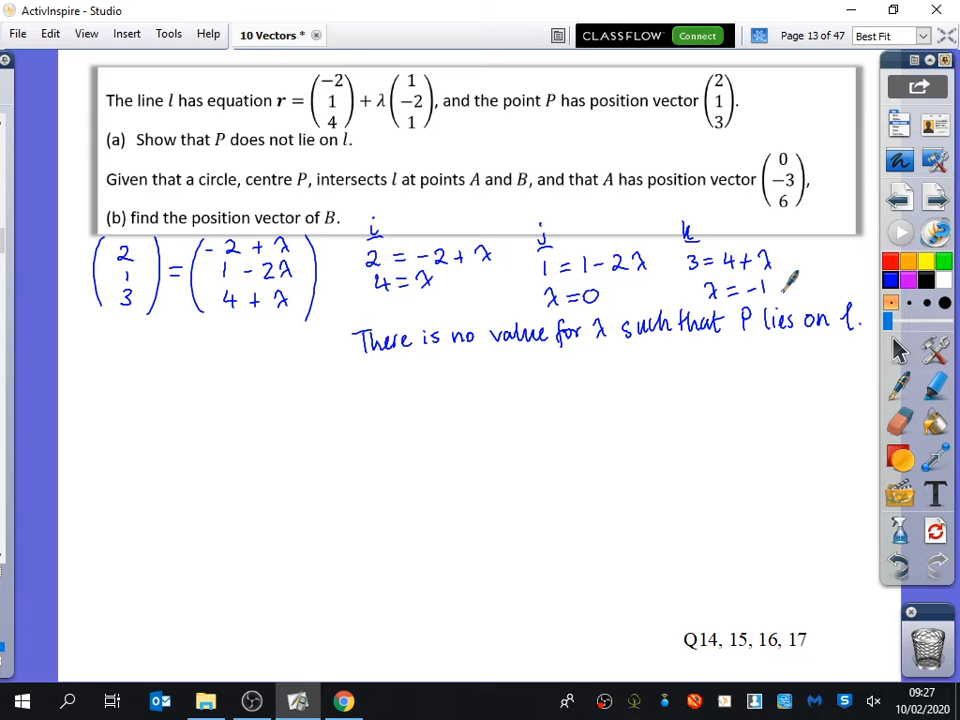 ActivInspire - Studio
File Edit View Insert Tools Help
10 Vectors *
CLASSFLOW Connect
Page 13 of 47
Best Fit
The line l has equation r = (−2 1 4) + λ (1 −2 1), and the point P has position vector (2 1 3).
(a) Show that P does not lie on l.
Given that a circle, centre P, intersects l at points A and B, and that A has position vector (0 −3 6),
(b) find the position vector of B.
(2 1 3) = (-2 + λ 1 - 2λ 4 + λ)
i
2 = -2 + λ
4 = λ
j
1 = 1 - 2λ
λ = 0
k
3 = 4 + λ
λ = -1
There is no value for λ such that P lies on l.
Q14, 15, 16, 17
09:27
10/02/2020